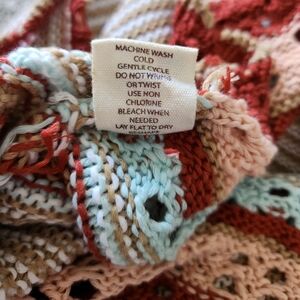 MACHINE WASH
COLD
GENTLE CYCLE
DO NOT WRING
OR TWIST
USE NON
CHLORINE
BLEACH WHEN
NEEDED
LAY FLAT TO DRY